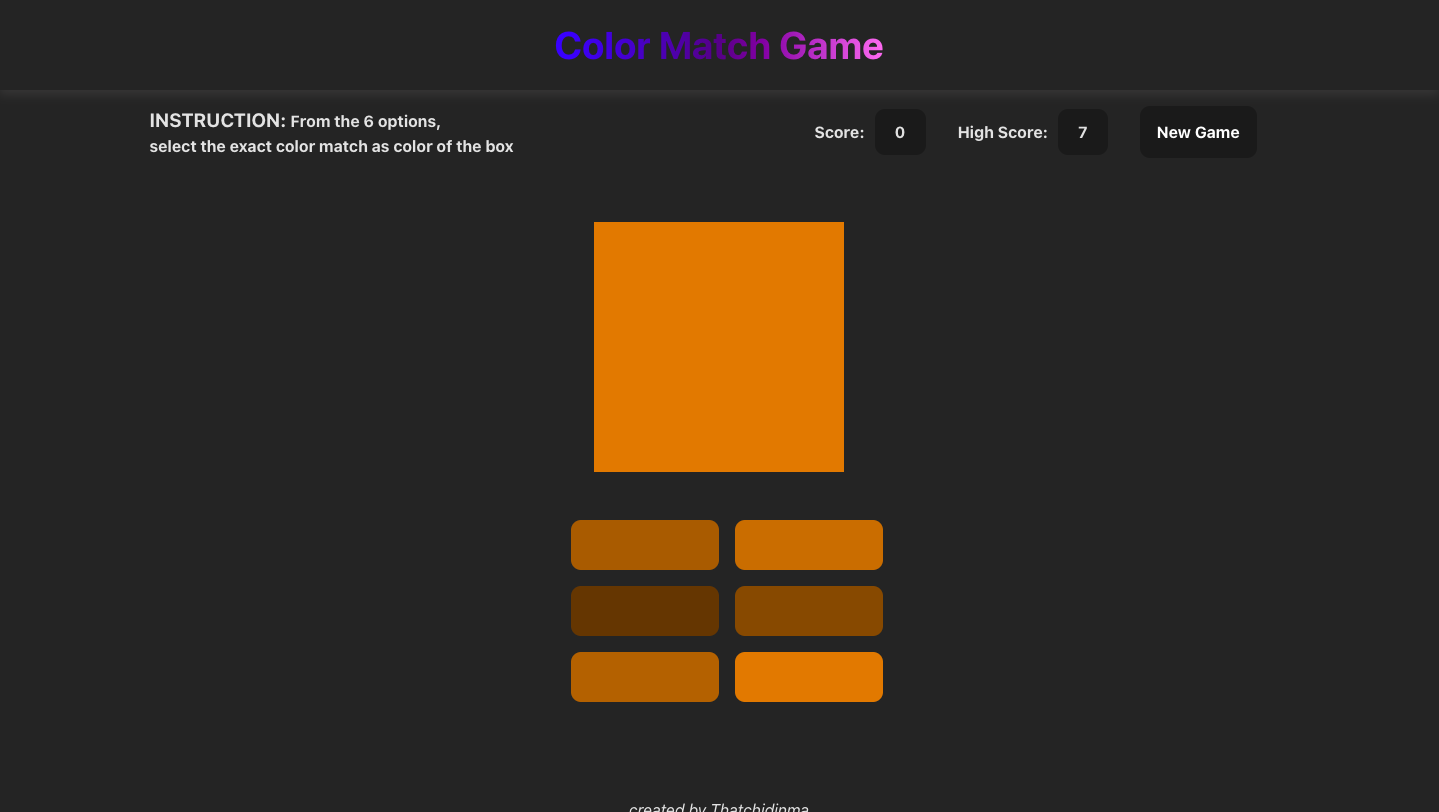 Color Match Game
INSTRUCTION: From the 6 options,
select the exact color match as color of the box
Score: 0 High Score: 7 New Game
created by Thatchidinma